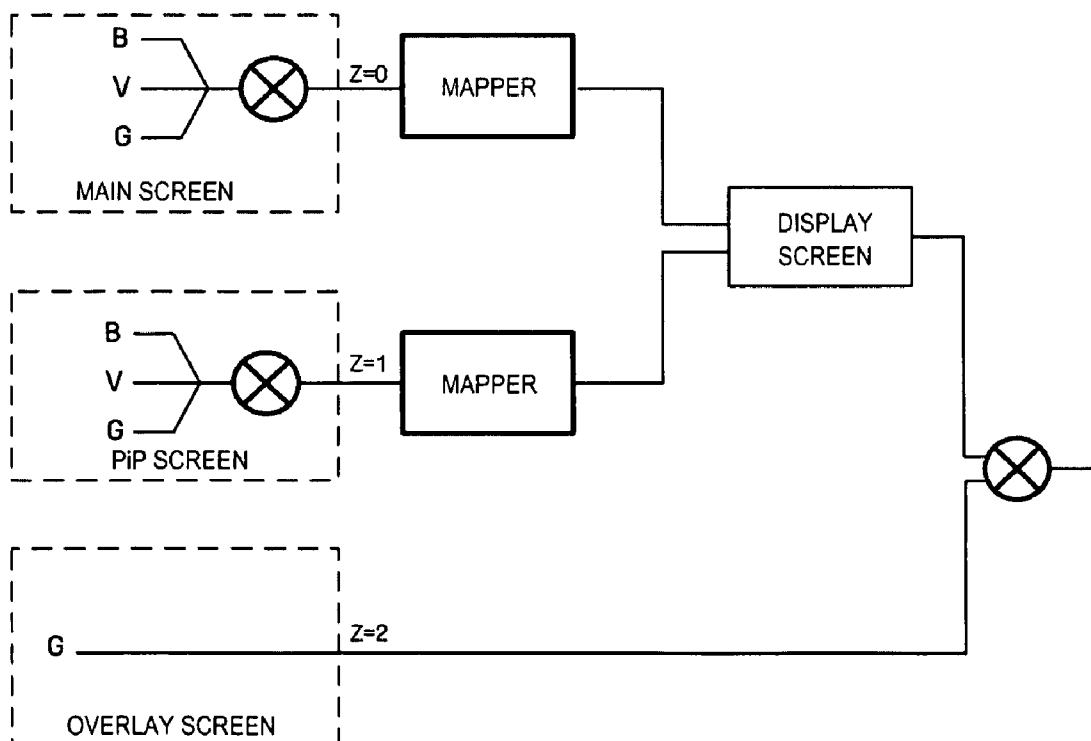 B
V
G
Z=0
MAPPER
MAIN SCREEN
DISPLAY
SCREEN
B
V
G
Z=1
MAPPER
PiP SCREEN
G
Z=2
OVERLAY SCREEN